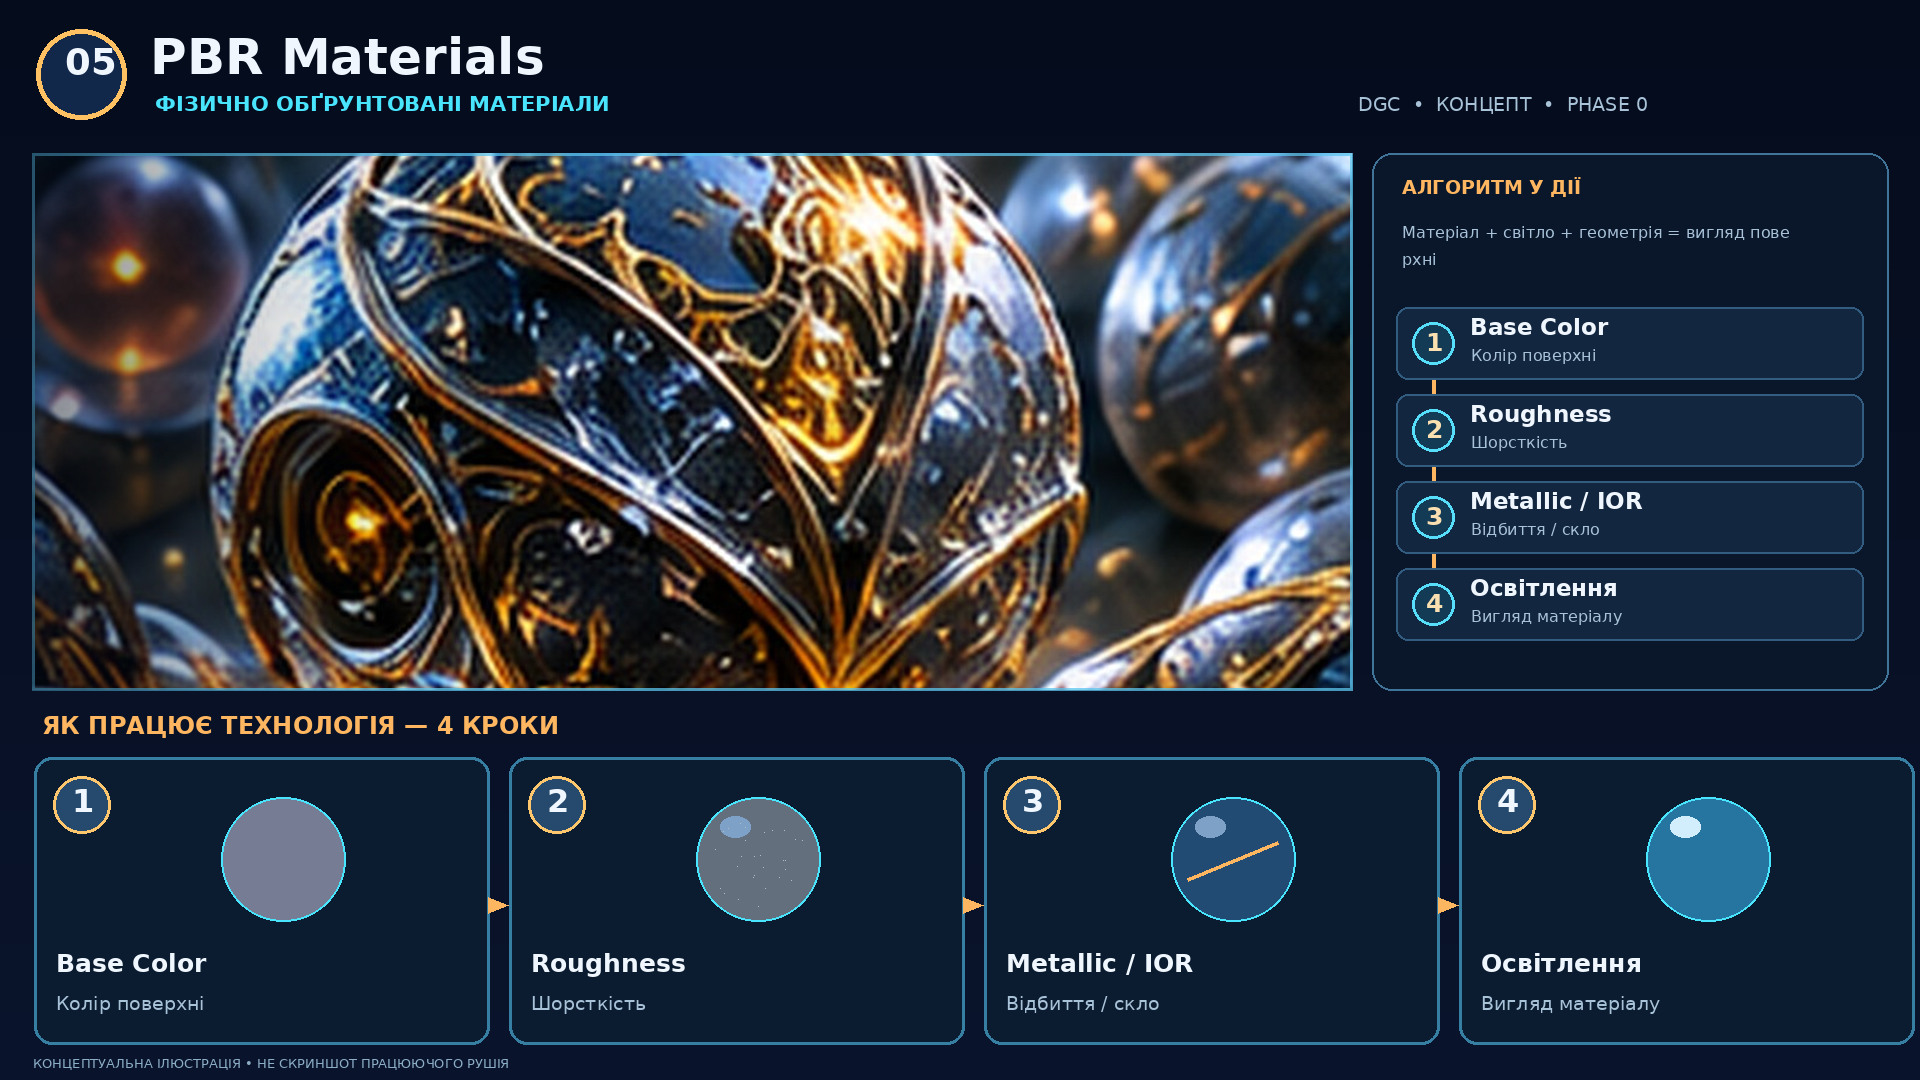 05
PBR Materials
ФІЗИЧНО ОБҐРУНТОВАНІ МАТЕРІАЛИ
DGC • КОНЦЕПТ • PHASE 0
АЛГОРИТМ У ДІЇ
Матеріал + світло + геометрія = вигляд пове
рхні
1
Base Color
Колір поверхні
2
Roughness
Шорсткість
3
Metallic / IOR
Відбиття / скло
4
Освітлення
Вигляд матеріалу
ЯК ПРАЦЮЄ ТЕХНОЛОГІЯ — 4 КРОКИ
1
Base Color
Колір поверхні
2
Roughness
Шорсткість
3
Metallic / IOR
Відбиття / скло
4
Освітлення
Вигляд матеріалу
КОНЦЕПТУАЛЬНА ІЛЮСТРАЦІЯ • НЕ СКРИНШОТ ПРАЦЮЮЧОГО РУШІЯ